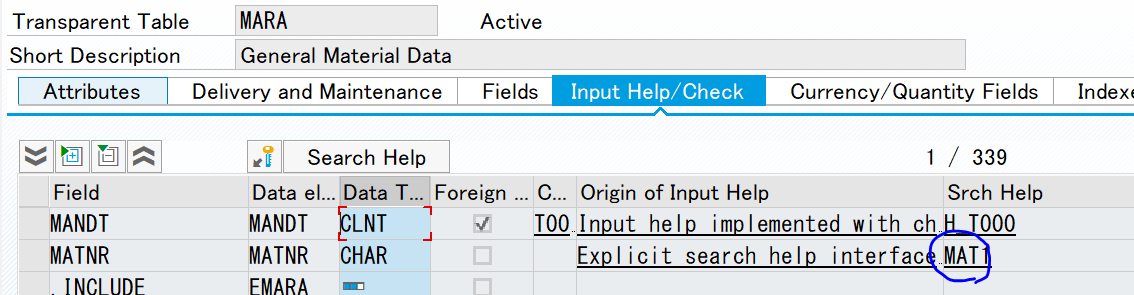 Transparent Table MARA Active
Short Description General Material Data
Attributes Delivery and Maintenance Fields Input Help/Check Currency/Quantity Fields Indexe
Search Help 1 / 339
Field Data el... Data T... Foreign ... C... Origin of Input Help Srch Help
MANDT MANDT CLNT T00 Input help implemented with ch H_T000
MATNR MATNR CHAR Explicit search help interface MAT1
.INCLUDE EMARA